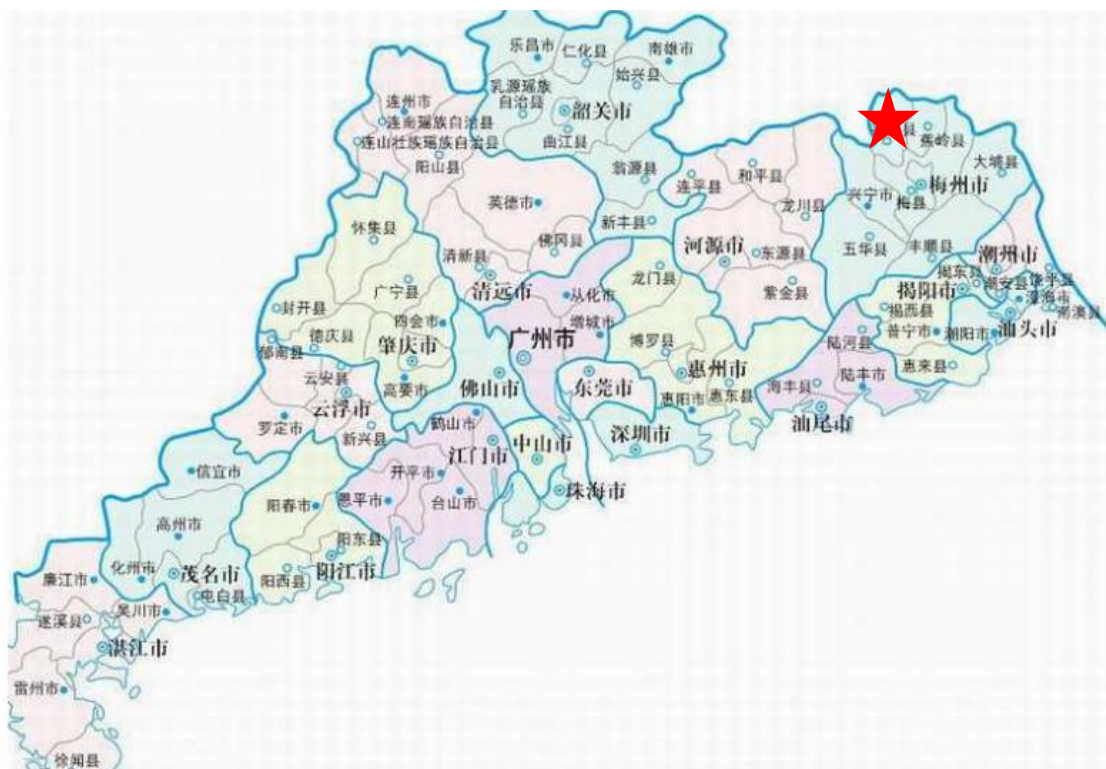 乐昌市
仁化县
南雄市
始兴县
乳源瑶族
自治县
韶关市
曲江县
翁源县
新丰县
连州市
连南瑶族自治县
连山壮族瑶族自治县
阳山县
英德市
佛冈县
清新县
清远市
连平县
和平县
龙川县
河源市
东源县
紫金县
县
蕉岭县
大埔县
兴宁市
梅县
梅州市
五华县
丰顺县
潮州市
潮安县
饶平县
揭东县
揭阳市
揭西县
普宁市
惠来县
澄海市
南澳县
汕头市
潮阳市
陆河县
陆丰市
海丰县
汕尾市
怀集县
广宁县
封开县
德庆县
四会市
肇庆市
高要市
郁南县
云安县
云浮市
罗定市
新兴县
从化市
增城市
广州市
龙门县
博罗县
惠州市
惠阳市
惠东县
东莞市
深圳市
佛山市
鹤山市
江门市
中山市
珠海市
开平市
恩平市
台山市
阳春市
阳东县
阳西县
阳江市
信宜市
高州市
化州市
茂名市
电白县
廉江市
吴川市
遂溪县
湛江市
雷州市
徐闻县